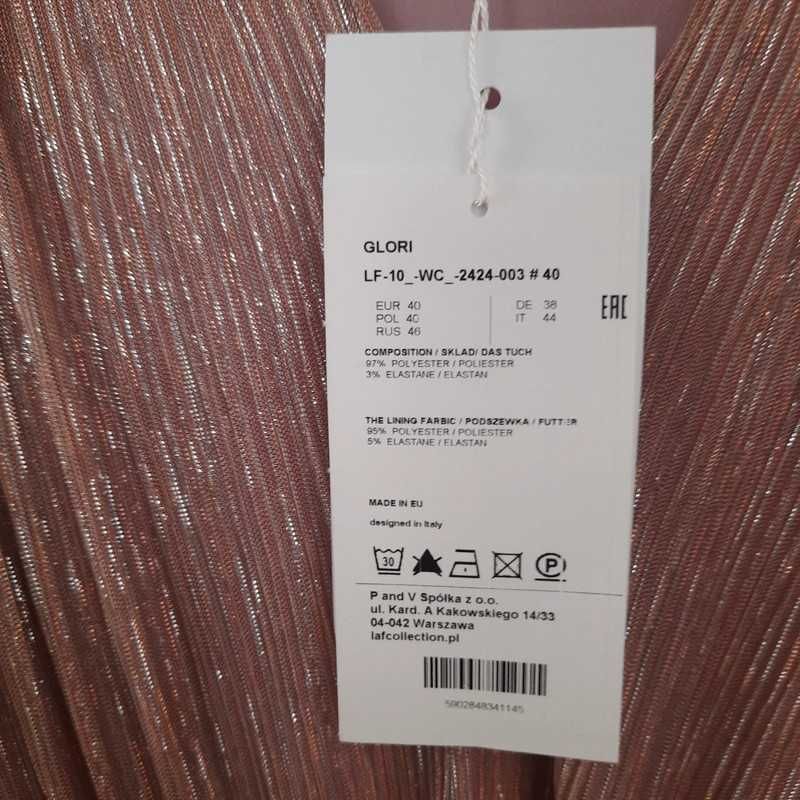 GLORI
LF-10_-WC_-2424-003 # 40
EUR 40
POL 40
RUS 46
DE 38
IT 44
EAC
COMPOSITION / SKLAD/ DAS TUCH
97% POLYESTER / POLIESTER
3% ELASTANE / ELASTAN
THE LINING FARBIC / PODSZEWKA / FUTTER
95% POLYESTER / POLIESTER
5% ELASTANE / ELASTAN
MADE IN EU
designed in Italy
30
P
P and V Spółka z o.o.
ul. Kard. A Kakowskiego 14/33
04-042 Warszawa
lafcollection.pl
5902848341145